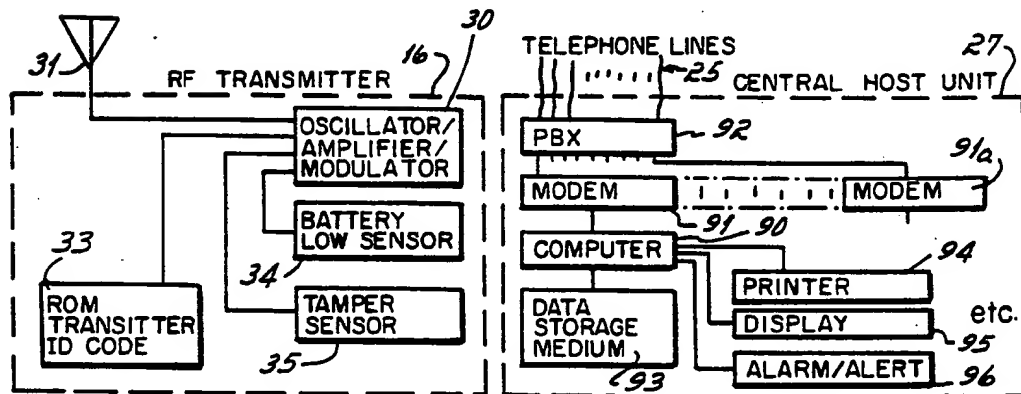 31
RF TRANSMITTER
16
30
OSCILLATOR/
AMPLIFIER/
MODULATOR
BATTERY
LOW SENSOR
34
33
ROM
TRANSITTER
ID CODE
TAMPER
SENSOR
35
TELEPHONE LINES
25
CENTRAL HOST UNIT
27
PBX
92
MODEM
91
MODEM
91a
90
COMPUTER
94
PRINTER
DISPLAY
95
etc.
DATA
STORAGE
MEDIUM
93
ALARM/ALERT
96